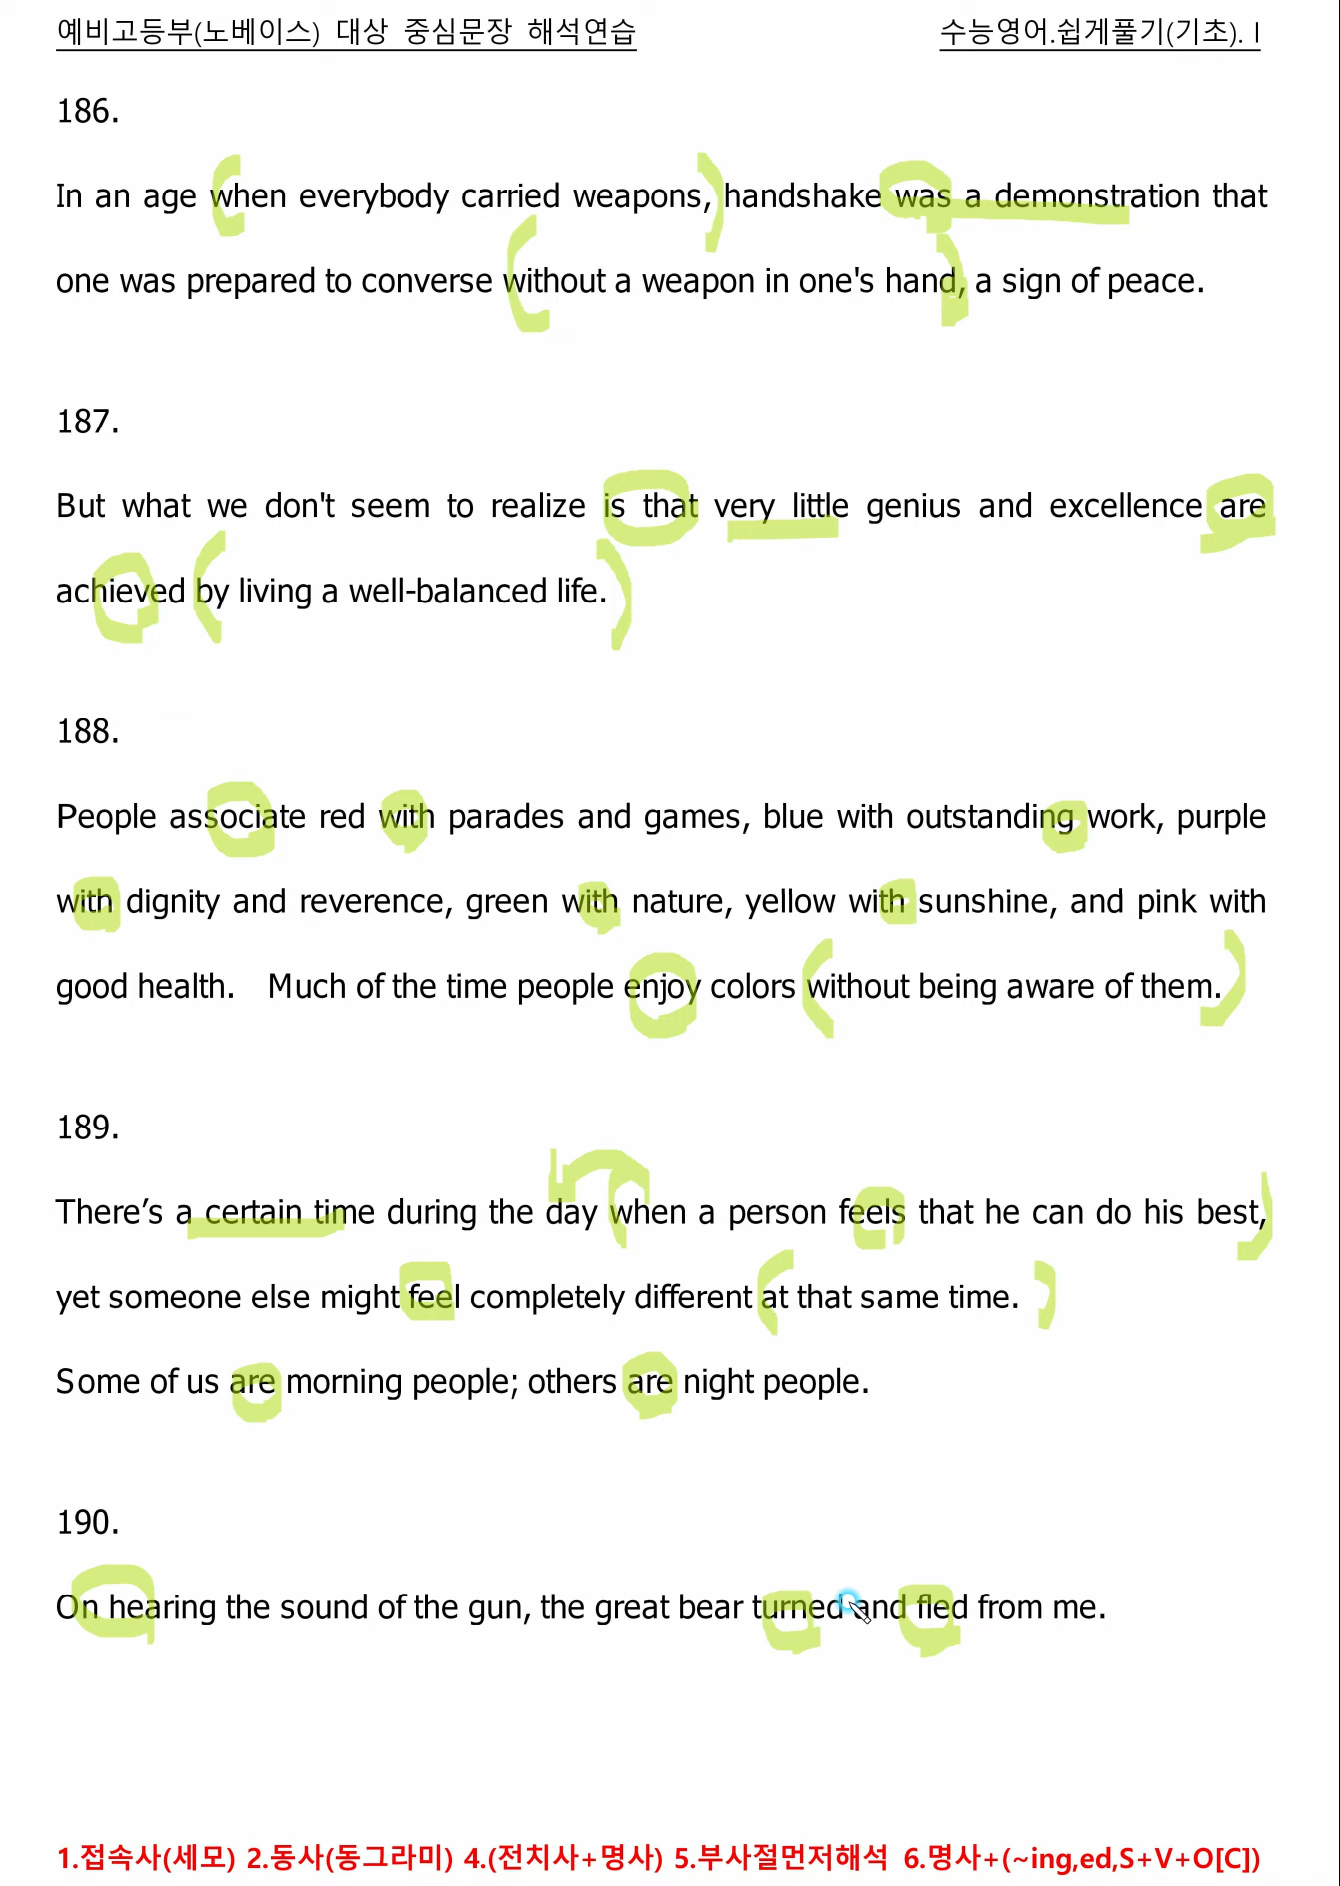 예비고등부(노베이스) 대상 중심문장 해석연습 수능영어.쉽게풀기(기초). I
186.
In an age when everybody carried weapons, handshake was a demonstration that
one was prepared to converse without a weapon in one's hand, a sign of peace.
187.
But what we don't seem to realize is that very little genius and excellence are
achieved by living a well-balanced life.
188.
People associate red with parades and games, blue with outstanding work, purple
with dignity and reverence, green with nature, yellow with sunshine, and pink with
good health. Much of the time people enjoy colors without being aware of them.
189.
There’s a certain time during the day when a person feels that he can do his best,
yet someone else might feel completely different at that same time.
Some of us are morning people; others are night people.
190.
On hearing the sound of the gun, the great bear turned and fled from me.
1.접속사(세모) 2.동사(동그라미) 4.(전치사+명사) 5.부사절먼저해석 6.명사+(~ing,ed,S+V+O[C])